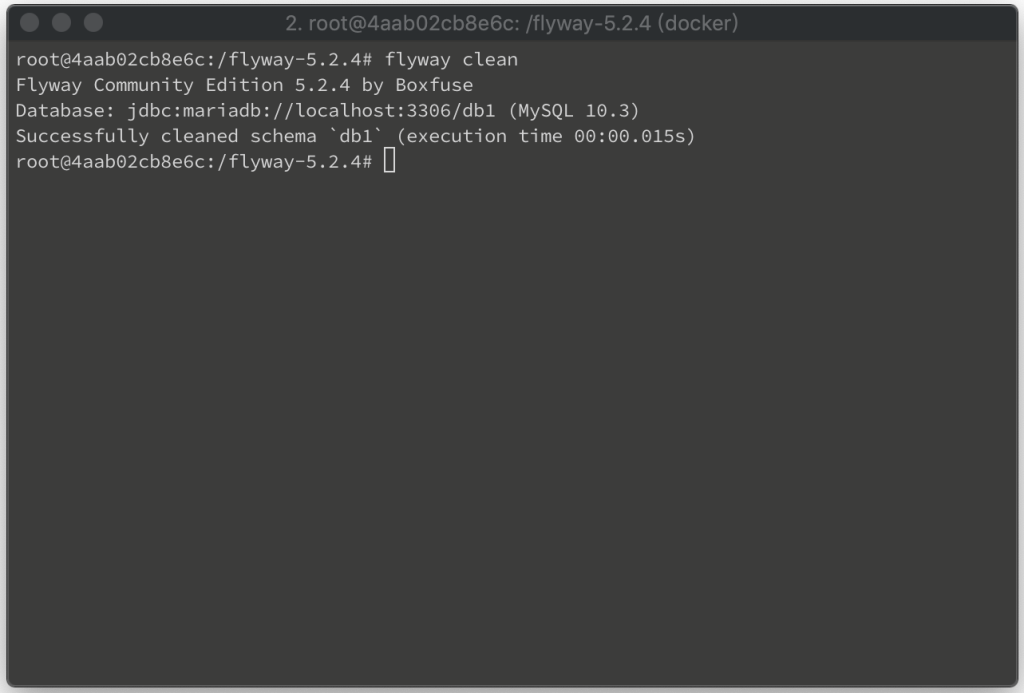 2. root@4aab02cb8e6c: /flyway-5.2.4 (docker)
root@4aab02cb8e6c:/flyway-5.2.4# flyway clean
Flyway Community Edition 5.2.4 by Boxfuse
Database: jdbc:mariadb://localhost:3306/db1 (MySQL 10.3)
Successfully cleaned schema `db1` (execution time 00:00.015s)
root@4aab02cb8e6c:/flyway-5.2.4#